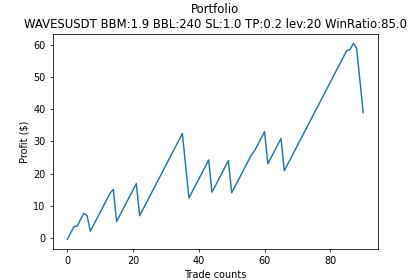 Portfolio
WAVESUSDT BBM:1.9 BBL:240 SL:1.0 TP:0.2 lev:20 WinRatio:85.0
Profit ($)
60
50
40
30
20
10
0
0 20 40 60 80
Trade counts